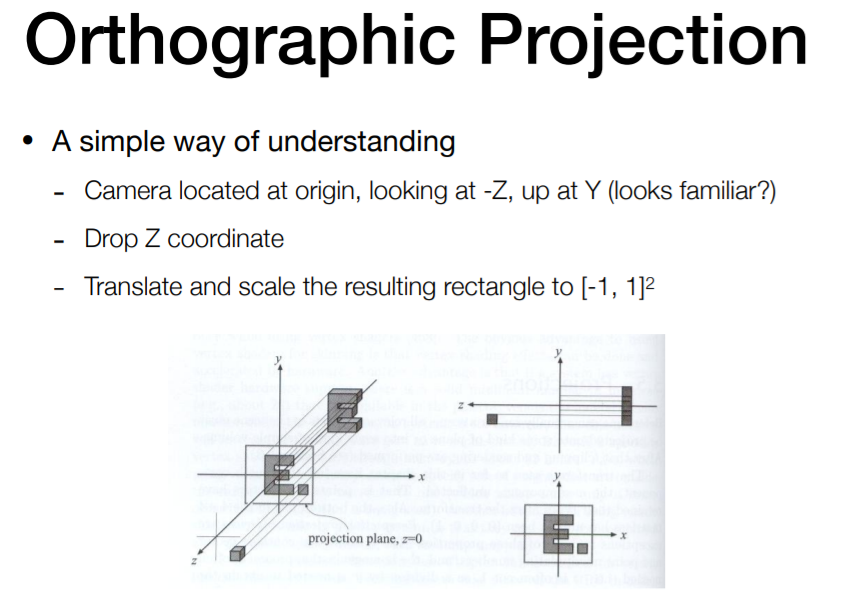 Orthographic Projection
• A simple way of understanding
- Camera located at origin, looking at -Z, up at Y (looks familiar?)
- Drop Z coordinate
- Translate and scale the resulting rectangle to [-1, 1]²
y
E
E.
x
z
projection plane, z=0
y
z
y
E.
x